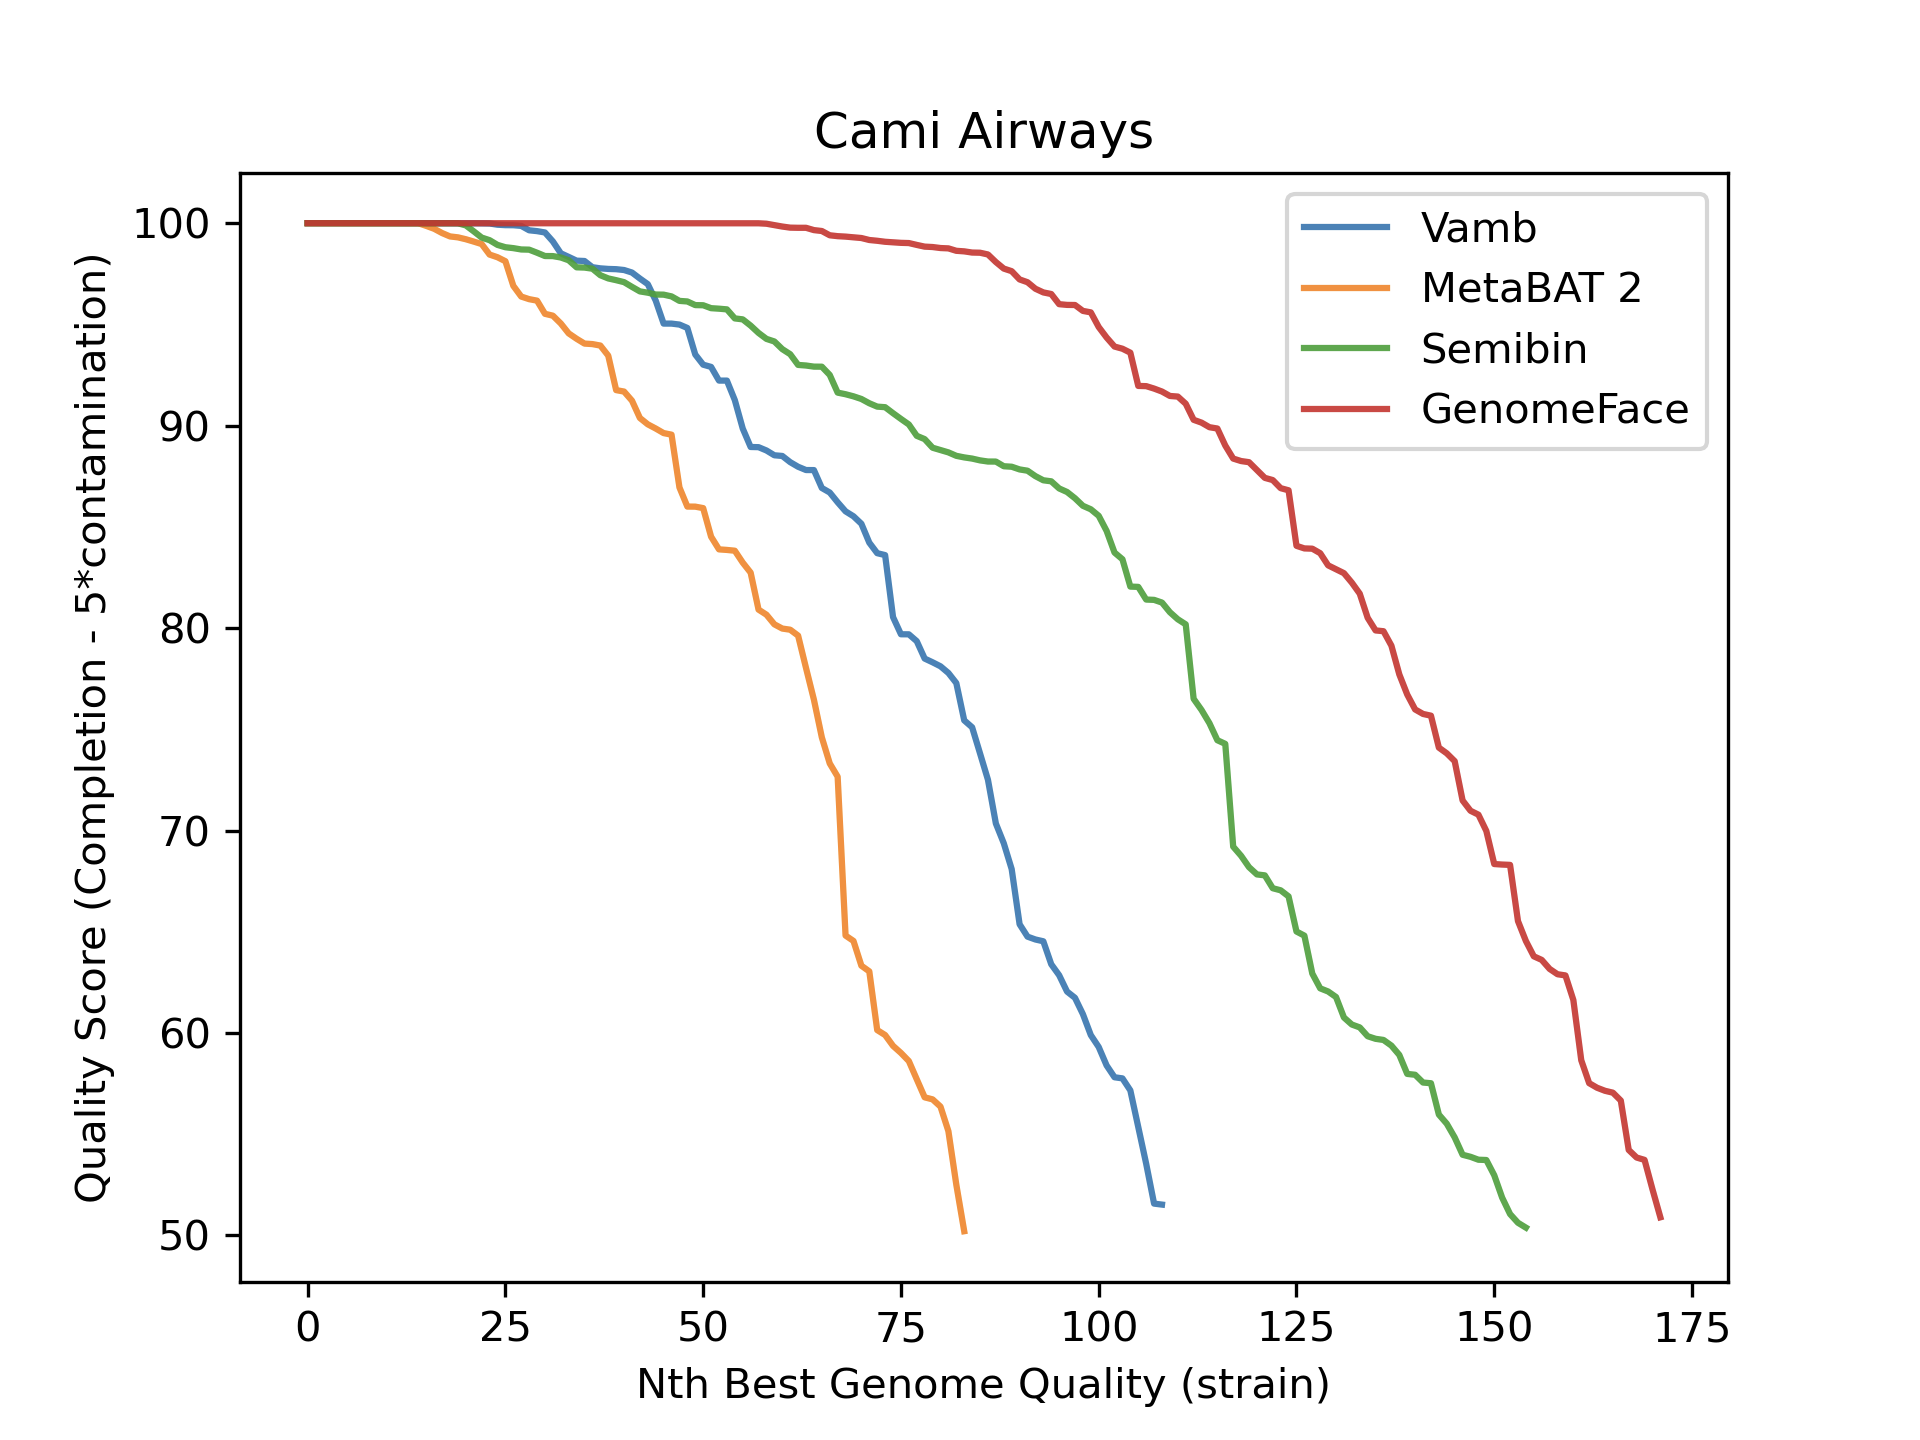 Cami Airways
Vamb
MetaBAT 2
Semibin
GenomeFace
Quality Score (Completion - 5*contamination)
100
90
80
70
60
50
0 25 50 75 100 125 150 175
Nth Best Genome Quality (strain)